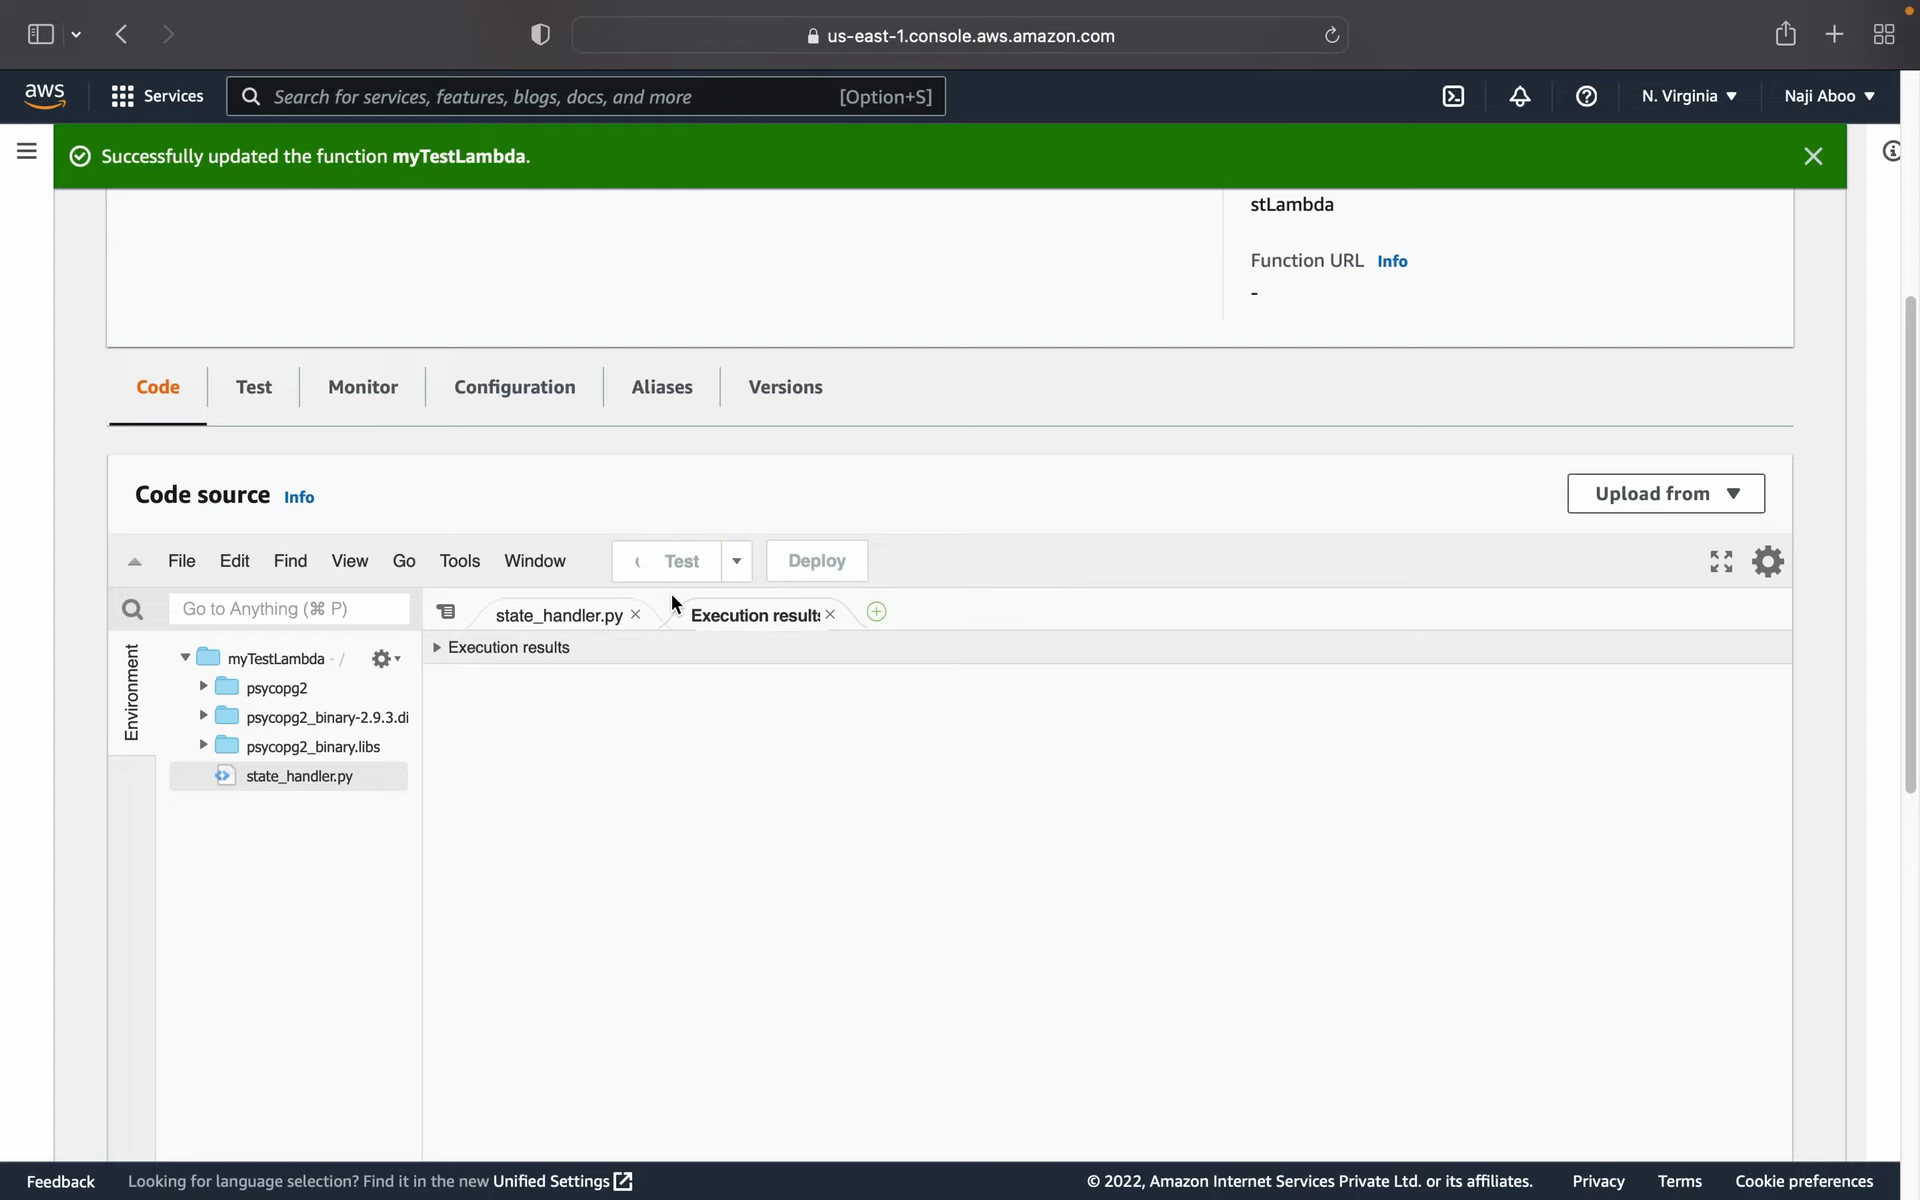 us-east-1.console.aws.amazon.com
aws
Services
Search for services, features, blogs, docs, and more
[Option+S]
N. Virginia
Naji Aboo
Successfully updated the function myTestLambda.
stLambda
Function URL Info
-
Code
Test
Monitor
Configuration
Aliases
Versions
Code source Info
Upload from
File
Edit
Find
View
Go
Tools
Window
Test
Deploy
Go to Anything (⌘ P)
state_handler.py
Execution results
Execution results
Environment
myTestLambda - /
psycopg2
psycopg2_binary-2.9.3.di
psycopg2_binary.libs
state_handler.py
Feedback
Looking for language selection? Find it in the new Unified Settings
© 2022, Amazon Internet Services Private Ltd. or its affiliates.
Privacy
Terms
Cookie preferences